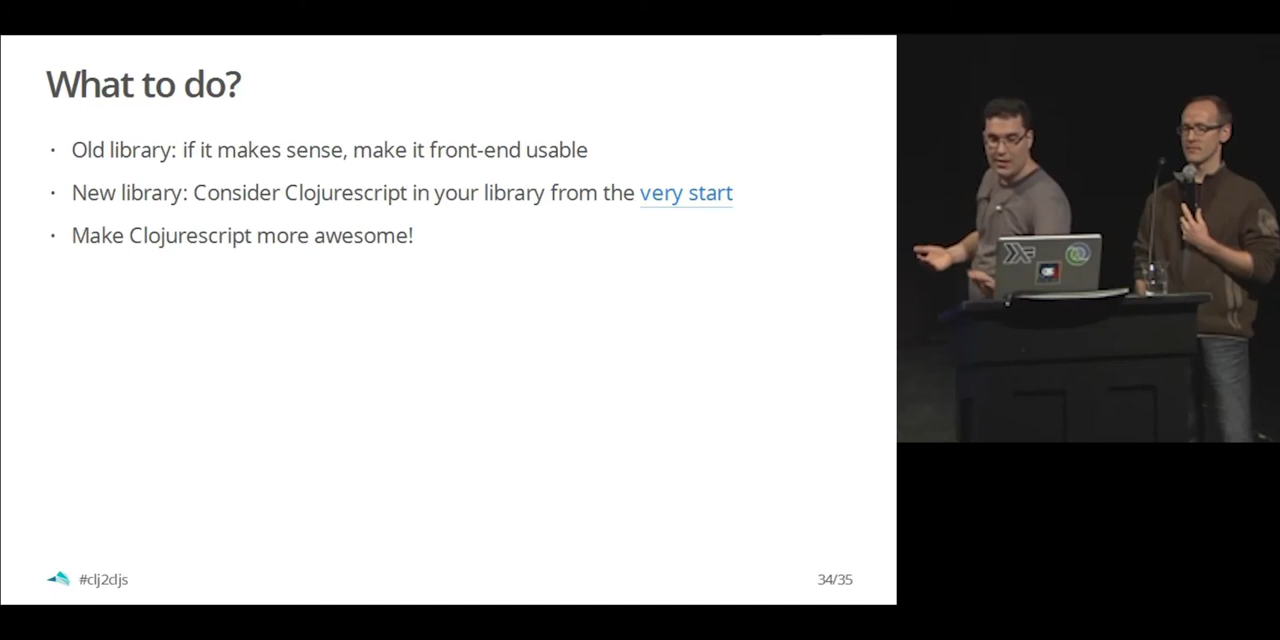 What to do?
· Old library: if it makes sense, make it front-end usable
· New library: Consider Clojurescript in your library from the very start
· Make Clojurescript more awesome!
#clj2cljs
34/35